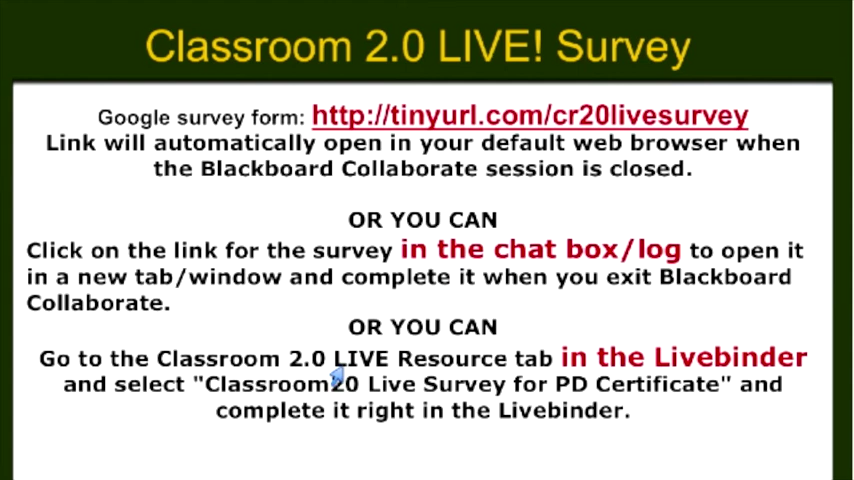 Classroom 2.0 LIVE! Survey
Google survey form: http://tinyurl.com/cr20livesurvey
Link will automatically open in your default web browser when
the Blackboard Collaborate session is closed.
OR YOU CAN
Click on the link for the survey in the chat box/log to open it
in a new tab/window and complete it when you exit Blackboard
Collaborate.
OR YOU CAN
Go to the Classroom 2.0 LIVE Resource tab in the Livebinder
and select "Classroom20 Live Survey for PD Certificate" and
complete it right in the Livebinder.